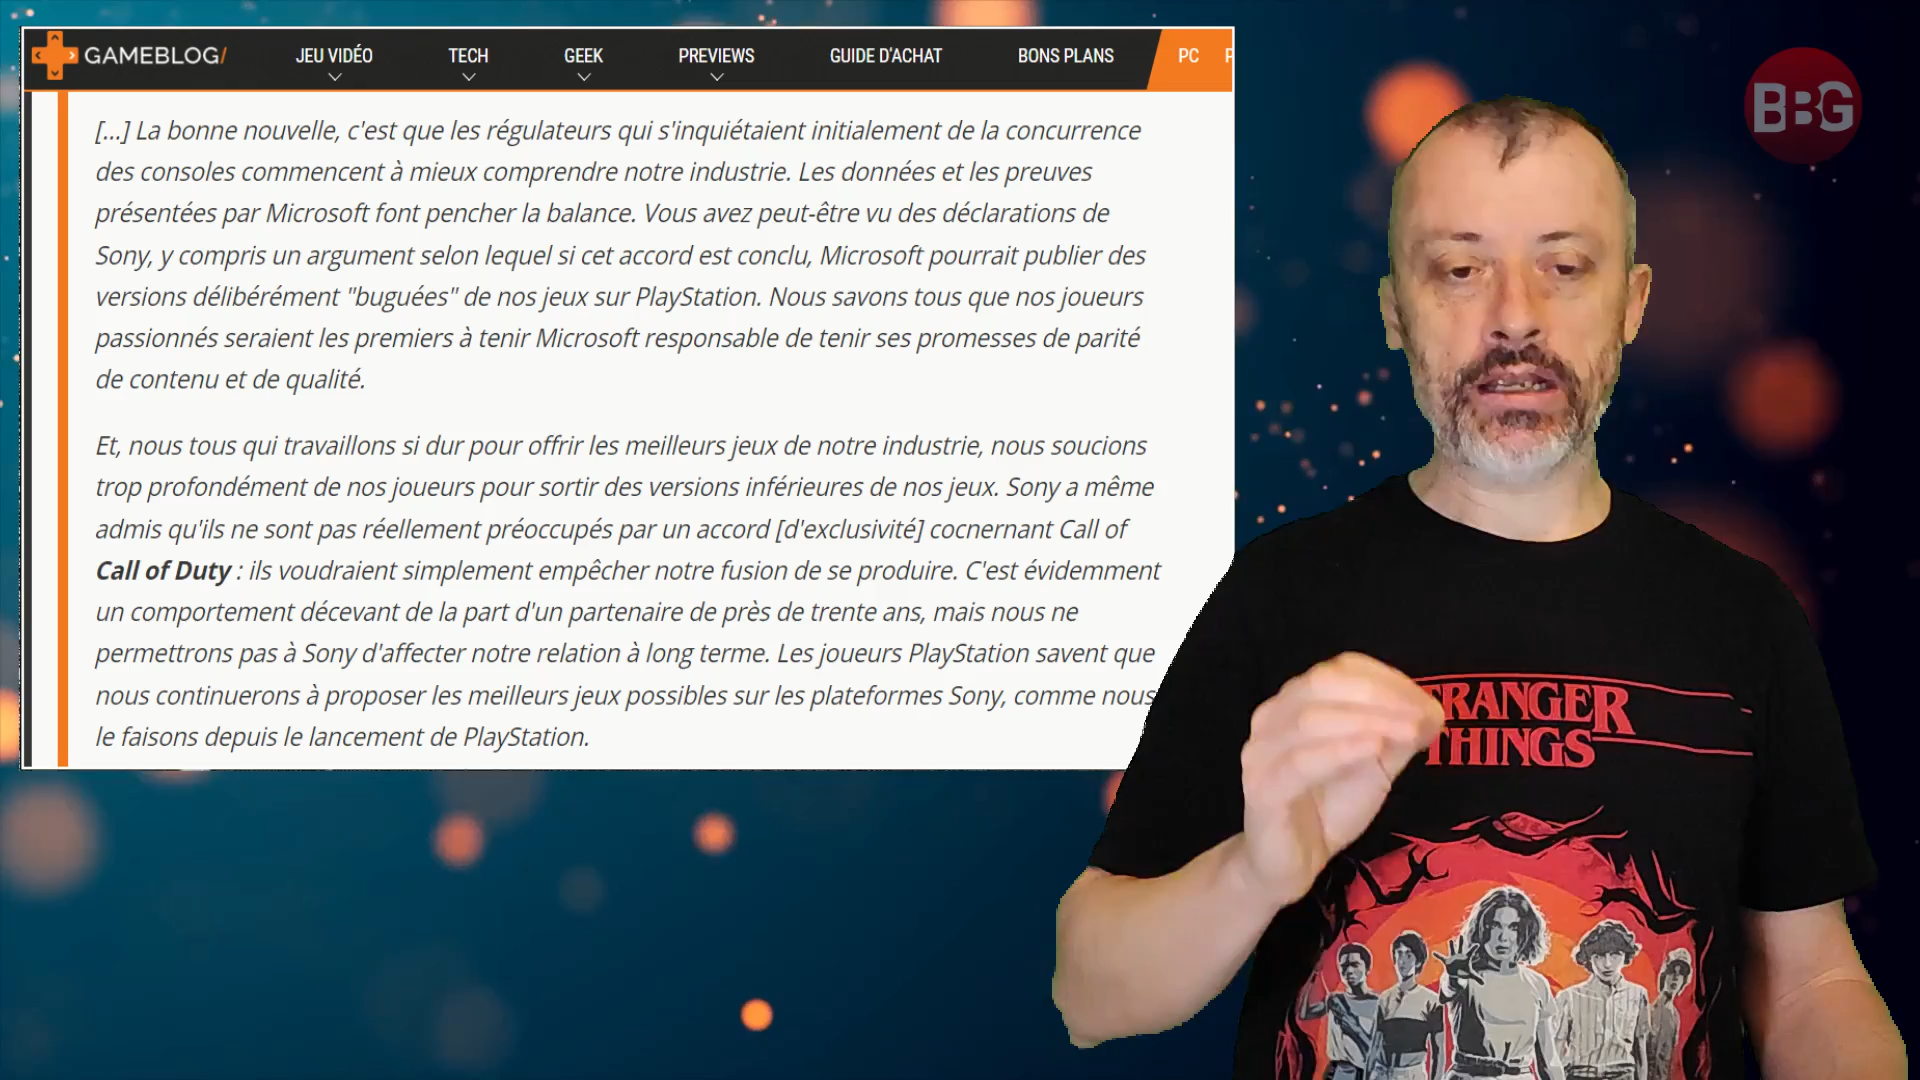 GAMEBLOG/
JEU VIDÉO
TECH
GEEK
PREVIEWS
GUIDE D'ACHAT
BONS PLANS
PC
BBG
[...] La bonne nouvelle, c'est que les régulateurs qui s'inquiétaient initialement de la concurrence
des consoles commencent à mieux comprendre notre industrie. Les données et les preuves
présentées par Microsoft font pencher la balance. Vous avez peut-être vu des déclarations de
Sony, y compris un argument selon lequel si cet accord est conclu, Microsoft pourrait publier des
versions délibérément "buguées" de nos jeux sur PlayStation. Nous savons tous que nos joueurs
passionnés seraient les premiers à tenir Microsoft responsable de tenir ses promesses de parité
de contenu et de qualité.
Et, nous tous qui travaillons si dur pour offrir les meilleurs jeux de notre industrie, nous soucions
trop profondément de nos joueurs pour sortir des versions inférieures de nos jeux. Sony a même
admis qu'ils ne sont pas réellement préoccupés par un accord [d'exclusivité] cocnernant Call of
Call of Duty : ils voudraient simplement empêcher notre fusion de se produire. C'est évidemment
un comportement décevant de la part d'un partenaire de près de trente ans, mais nous ne
permettrons pas à Sony d'affecter notre relation à long terme. Les joueurs PlayStation savent que
nous continuerons à proposer les meilleurs jeux possibles sur les plateformes Sony, comme nous
le faisons depuis le lancement de PlayStation.
TRANGER
THINGS